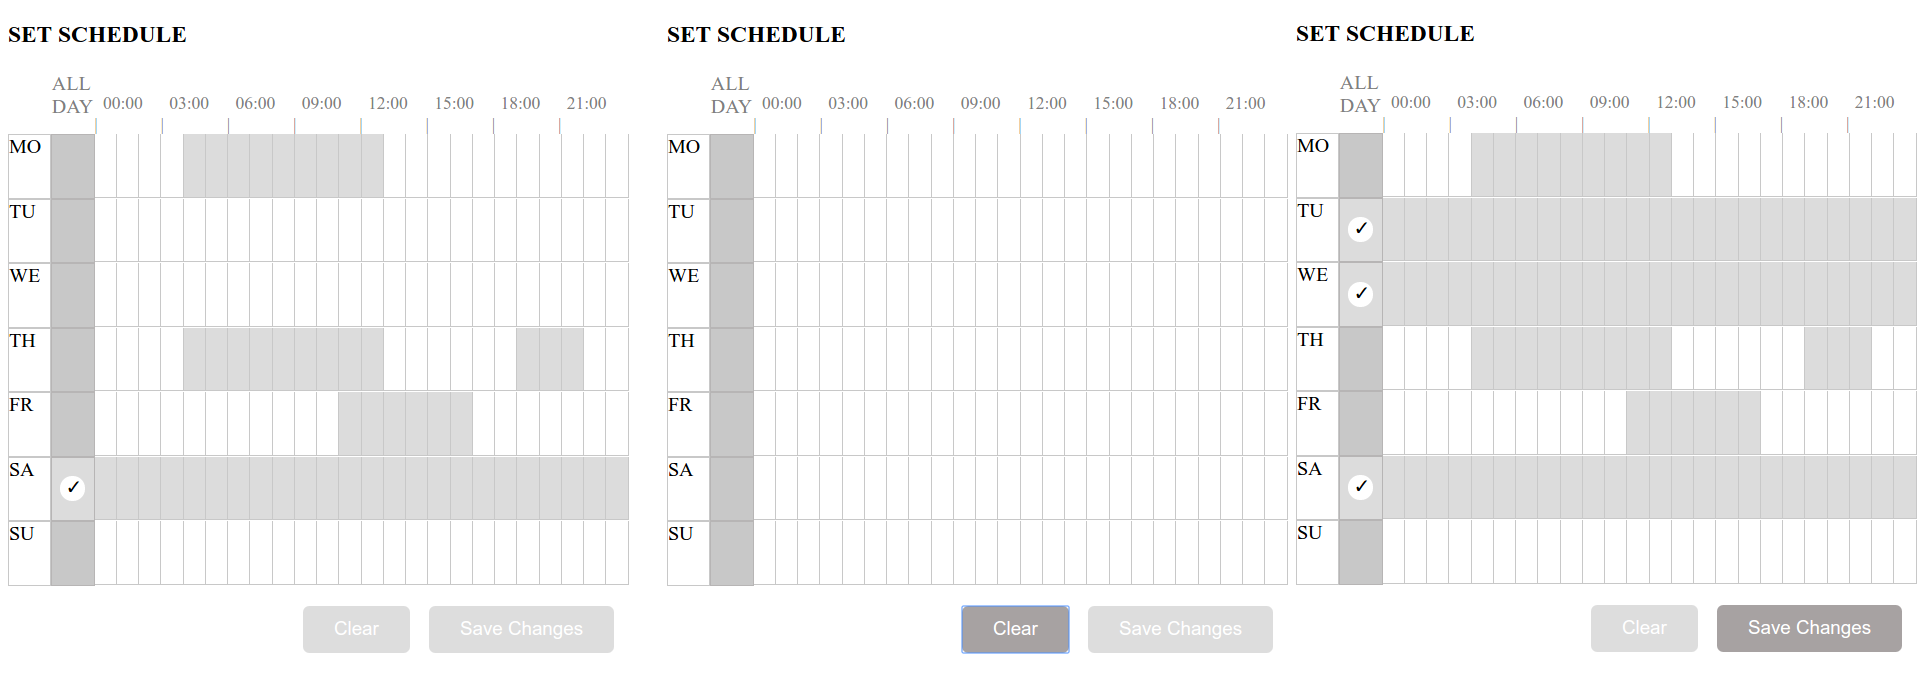 SET SCHEDULE
ALL
DAY 00:00 03:00 06:00 09:00 12:00 15:00 18:00 21:00
MO
TU
WE
TH
FR
SA ✓
SU
Clear Save Changes
SET SCHEDULE
ALL
DAY 00:00 03:00 06:00 09:00 12:00 15:00 18:00 21:00
MO
TU
WE
TH
FR
SA
SU
Clear Save Changes
SET SCHEDULE
ALL
DAY 00:00 03:00 06:00 09:00 12:00 15:00 18:00 21:00
MO
TU ✓
WE ✓
TH
FR
SA ✓
SU
Clear Save Changes